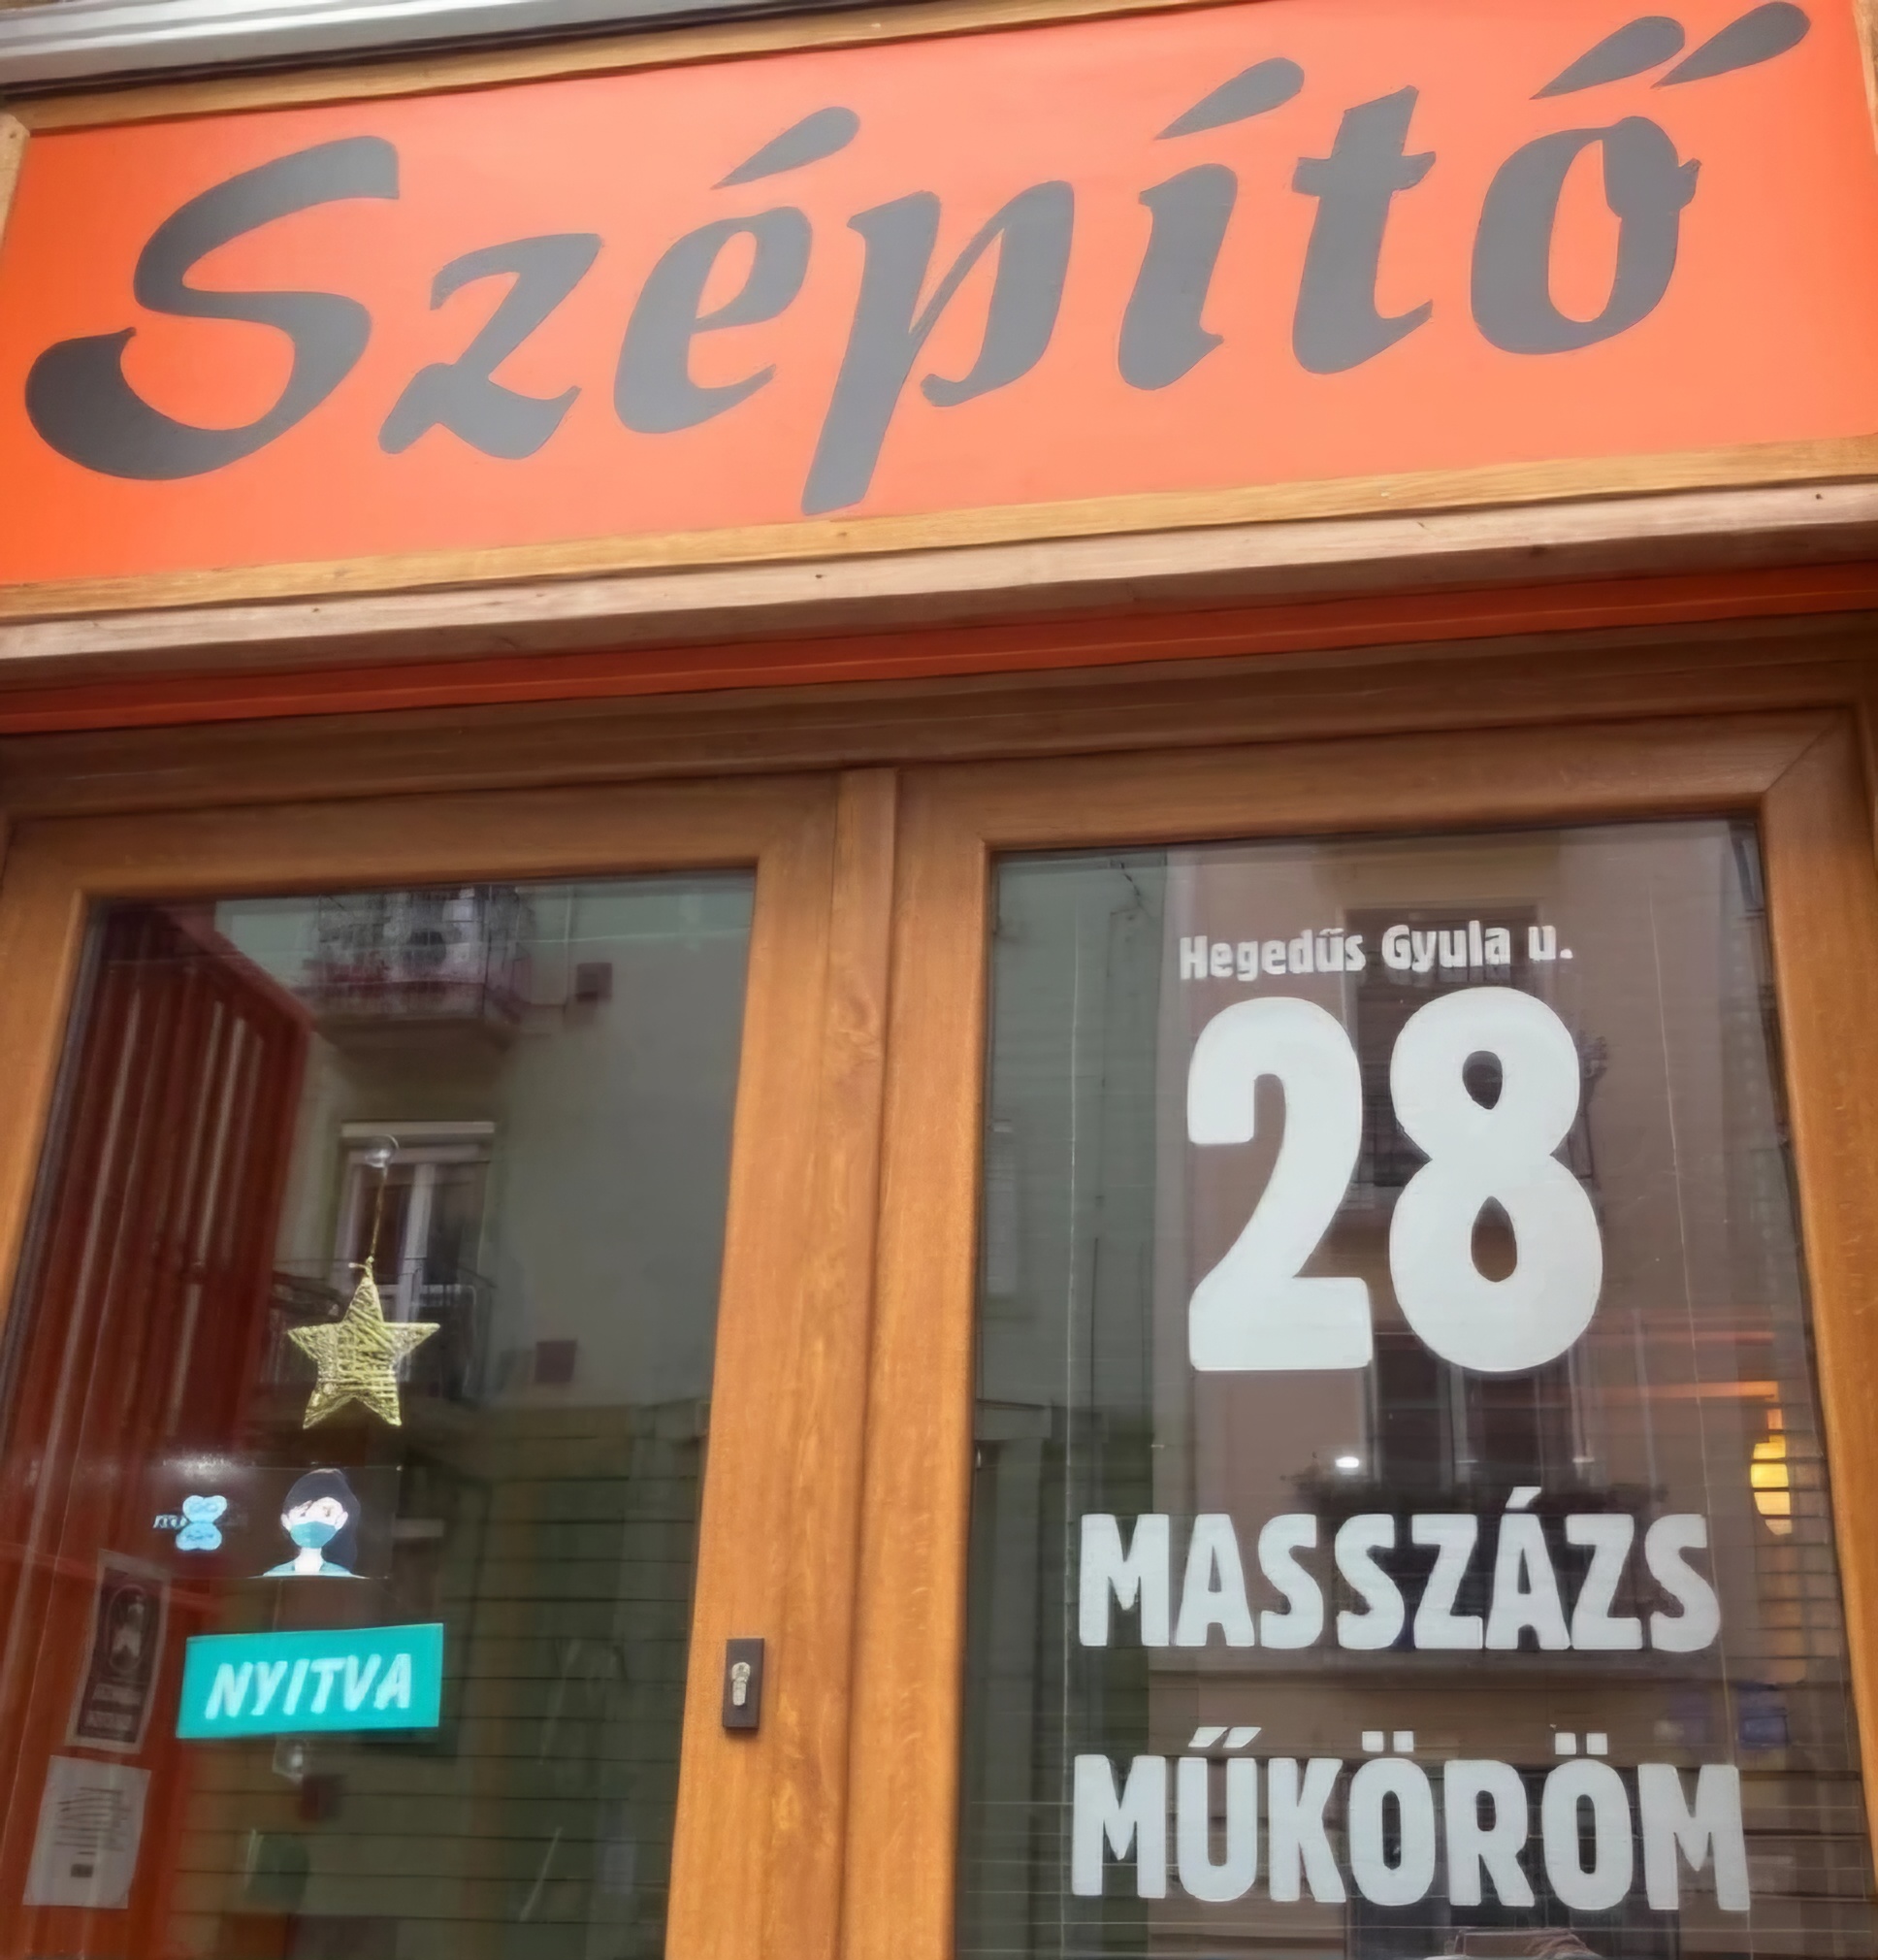 Szépítő
Hegedűs Gyula u.
28
MASSZÁZS
MŰKÖRÖM
NYITVA